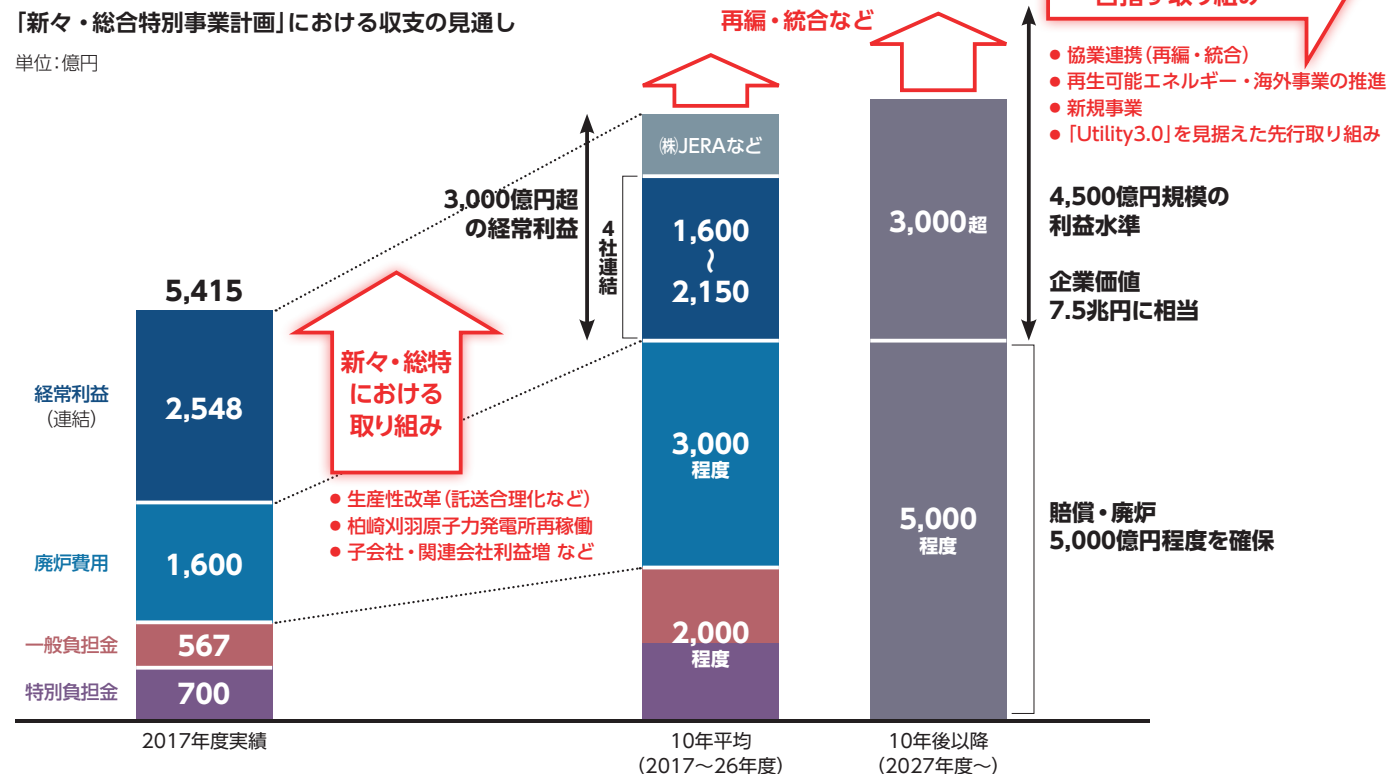 「新々・総合特別事業計画」における収支の見通し
単位：億円
再編・統合など
● 協業連携（再編・統合）
● 再生可能エネルギー・海外事業の推進
● 新規事業
● 「Utility3.0」を見据えた先行取り組み
5,415
経常利益
（連結）
2,548
廃炉費用
1,600
一般負担金
567
特別負担金
700
2017年度実績
新々・総特
における
取り組み
● 生産性改革（託送合理化など）
● 柏崎刈羽原子力発電所再稼働
● 子会社・関連会社利益増 など
3,000億円超
の経常利益
4社連結
㈱JERAなど
1,600
〜
2,150
3,000
程度
2,000
程度
10年平均
（2017〜26年度）
3,000超
5,000
程度
10年後以降
（2027年度〜）
4,500億円規模の
利益水準
企業価値
7.5兆円に相当
賠償・廃炉
5,000億円程度を確保